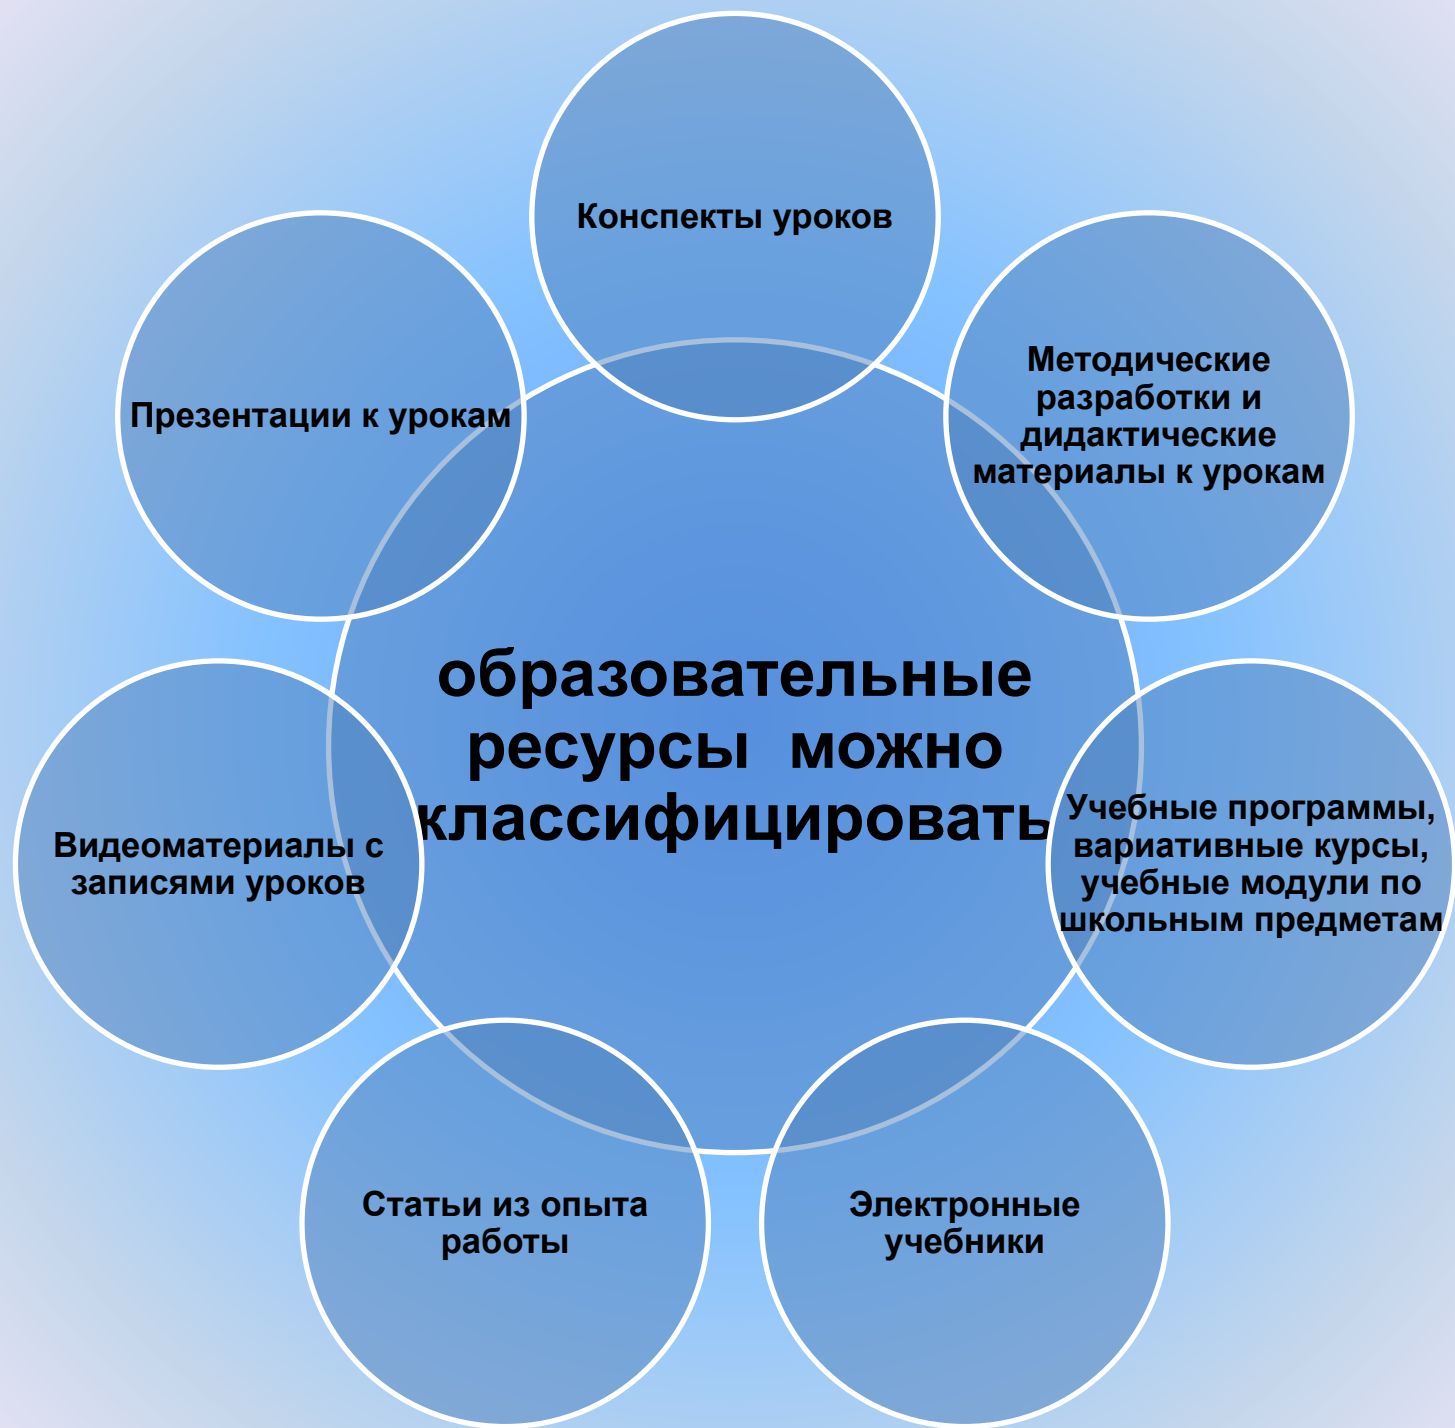 Конспекты уроков
Методические
разработки и
дидактические
материалы к урокам
Презентации к урокам
образовательные
ресурсы можно
классифицировать
Учебные программы,
вариативные курсы,
учебные модули по
школьным предметам
Видеоматериалы с
записями уроков
Статьи из опыта
работы
Электронные
учебники